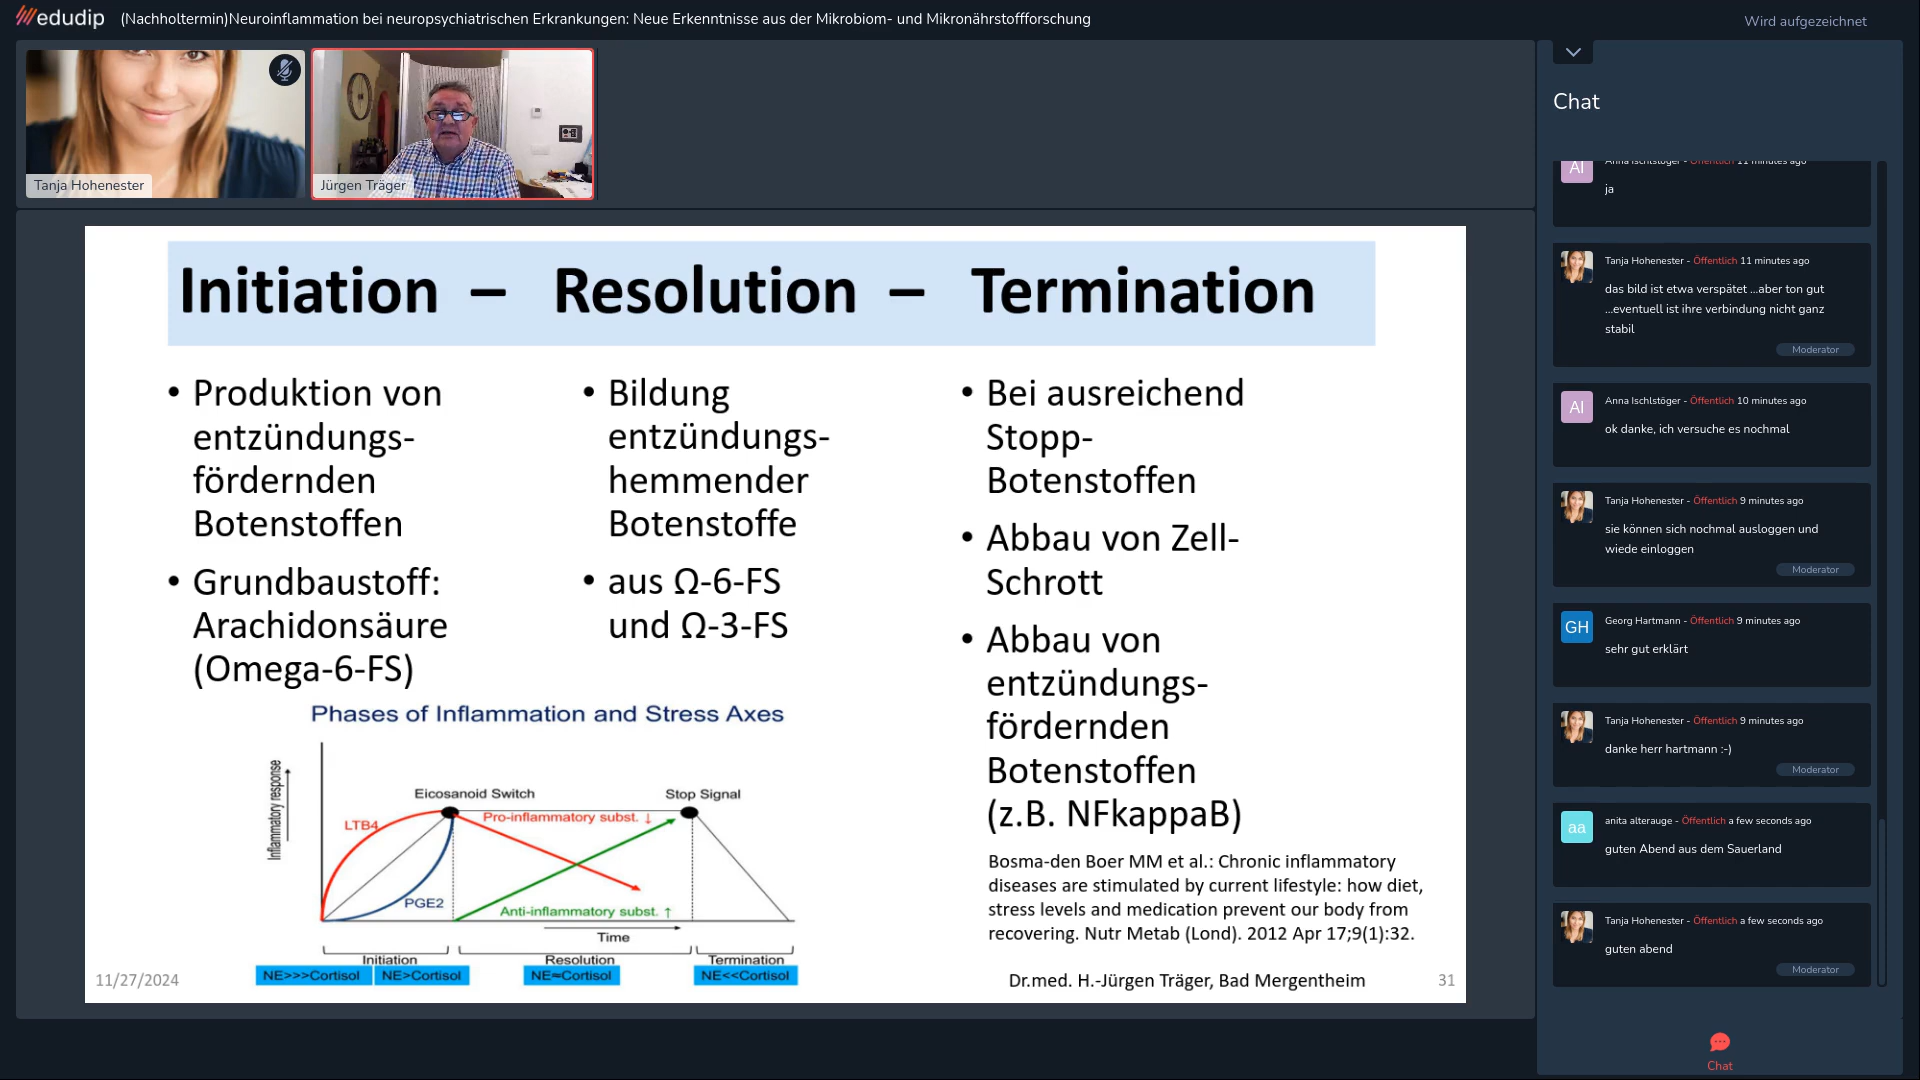 edudip
(Nachholtermin)Neuroinflammation bei neuropsychiatrischen Erkrankungen: Neue Erkenntnisse aus der Mikrobiom- und Mikronährstoffforschung
Wird aufgezeichnet
Tanja Hohenester
Jürgen Träger
Initiation – Resolution – Termination
• Produktion von
entzündungs-
fördernden
Botenstoffen
• Grundbaustoff:
Arachidonsäure
(Omega-6-FS)
• Bildung
entzündungs-
hemmender
Botenstoffe
• aus Ω-6-FS
und Ω-3-FS
• Bei ausreichend
Stopp-
Botenstoffen
• Abbau von Zell-
Schrott
• Abbau von
entzündungs-
fördernden
Botenstoffen
(z.B. NFkappaB)
Phases of Inflammation and Stress Axes
Inflammatory response
Eicosanoid Switch
Stop Signal
LTB4
Pro-inflammatory subst. ↓
PGE2
Anti-inflammatory subst. ↑
Time
Initiation
Resolution
Termination
NE>>>Cortisol
NE>Cortisol
NE≈Cortisol
NE<<Cortisol
Bosma-den Boer MM et al.: Chronic inflammatory
diseases are stimulated by current lifestyle: how diet,
stress levels and medication prevent our body from
recovering. Nutr Metab (Lond). 2012 Apr 17;9(1):32.
11/27/2024
Dr.med. H.-Jürgen Träger, Bad Mergentheim
31
Chat
AI
Anna Ischlstöger - Öffentlich 11 minutes ago
ja
Tanja Hohenester - Öffentlich 11 minutes ago
das bild ist etwa verspätet ...aber ton gut
...eventuell ist ihre verbindung nicht ganz
stabil
Moderator
AI
Anna Ischlstöger - Öffentlich 10 minutes ago
ok danke, ich versuche es nochmal
Tanja Hohenester - Öffentlich 9 minutes ago
sie können sich nochmal ausloggen und
wiede einloggen
Moderator
GH
Georg Hartmann - Öffentlich 9 minutes ago
sehr gut erklärt
Tanja Hohenester - Öffentlich 9 minutes ago
danke herr hartmann :-)
Moderator
aa
anita alterauge - Öffentlich a few seconds ago
guten Abend aus dem Sauerland
Tanja Hohenester - Öffentlich a few seconds ago
guten abend
Moderator
Chat